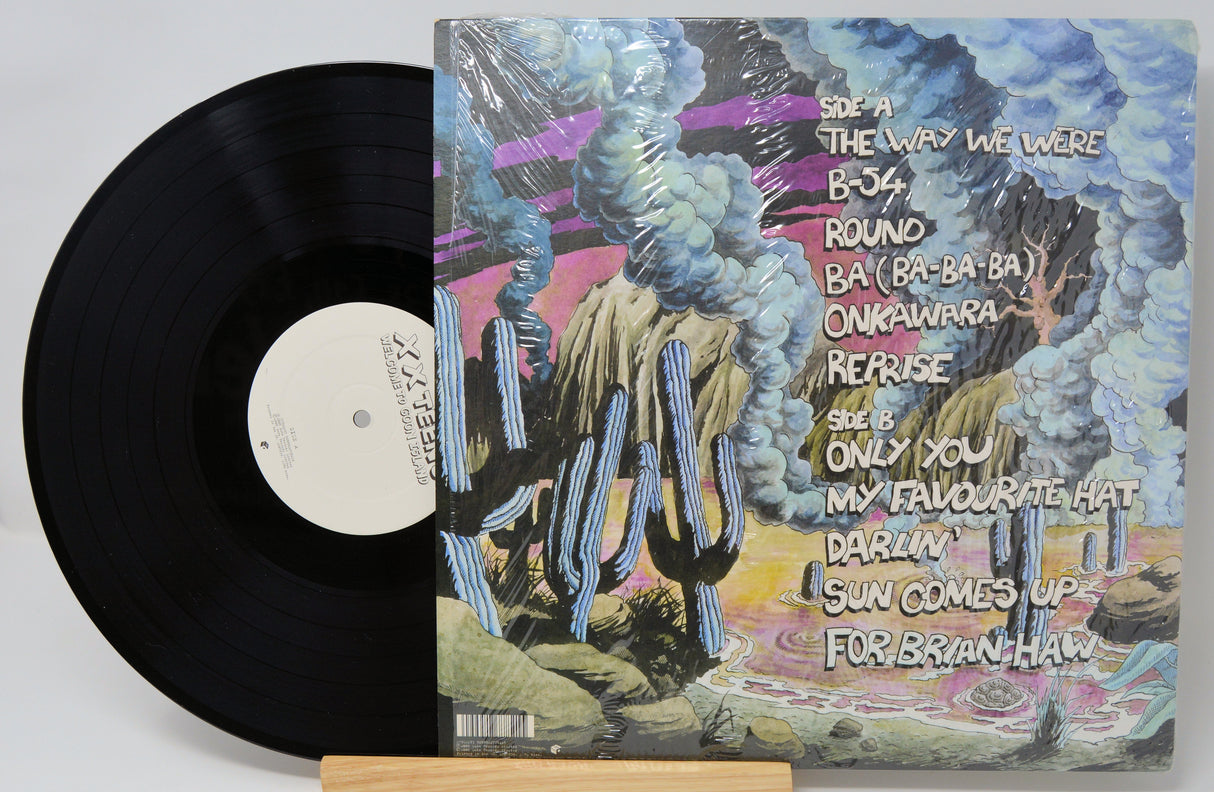 SIDE A
THE WAY WE WERE
B-54
ROUND
BA (BA-BA-BA)
ONKAWARA
REPRISE
SIDE B
ONLY YOU
MY FAVOURITE HAT
DARLIN'
SUN COMES UP
FOR BRIAN HAW
XX TEENS
WELCOME TO GOON ISLAND
SIDE A